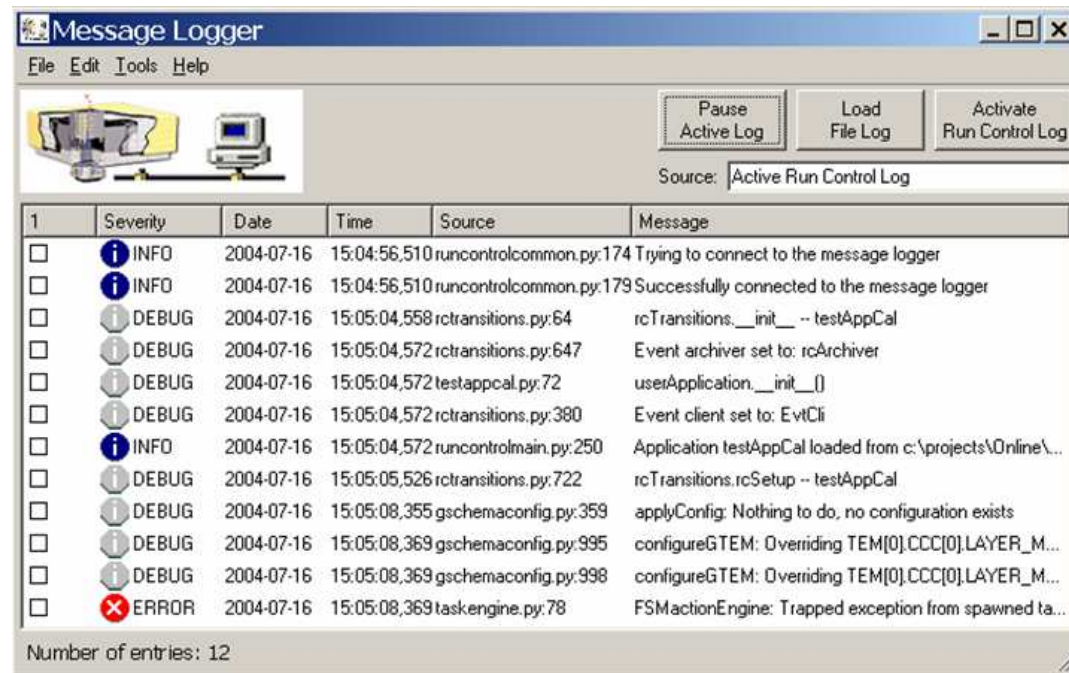 Message Logger
File Edit Tools Help
Pause Active Log
Load File Log
Activate Run Control Log
Source: Active Run Control Log
1 Severity Date Time Source Message
INFO 2004-07-16 15:04:56,510 runcontrolcommon.py:174 Trying to connect to the message logger
INFO 2004-07-16 15:04:56,510 runcontrolcommon.py:179 Successfully connected to the message logger
DEBUG 2004-07-16 15:05:04,558 rctransitions.py:64 rcTransitions.__init__ -- testAppCal
DEBUG 2004-07-16 15:05:04,572 rctransitions.py:647 Event archiver set to: rcArchiver
DEBUG 2004-07-16 15:05:04,572 testappcal.py:72 userApplication.__init__()
DEBUG 2004-07-16 15:05:04,572 rctransitions.py:380 Event client set to: EvtCli
INFO 2004-07-16 15:05:04,572 runcontrolmain.py:250 Application testAppCal loaded from c:\projects\Online\...
DEBUG 2004-07-16 15:05:05,526 rctransitions.py:722 rcTransitions.rcSetup -- testAppCal
DEBUG 2004-07-16 15:05:08,355 gschemaconfig.py:359 applyConfig: Nothing to do, no configuration exists
DEBUG 2004-07-16 15:05:08,369 gschemaconfig.py:995 configureGTEM: Overriding TEM[0].CCC[0].LAYER_M...
DEBUG 2004-07-16 15:05:08,369 gschemaconfig.py:998 configureGTEM: Overriding TEM[0].CCC[0].LAYER_M...
ERROR 2004-07-16 15:05:08,369 taskengine.py:78 FSMactionEngine: Trapped exception from spawned ta...
Number of entries: 12